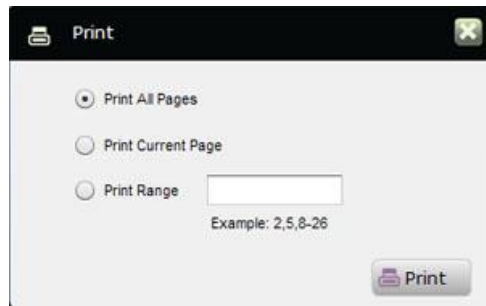 Print
Print All Pages
Print Current Page
Print Range
Example: 2,5,8-26
Print